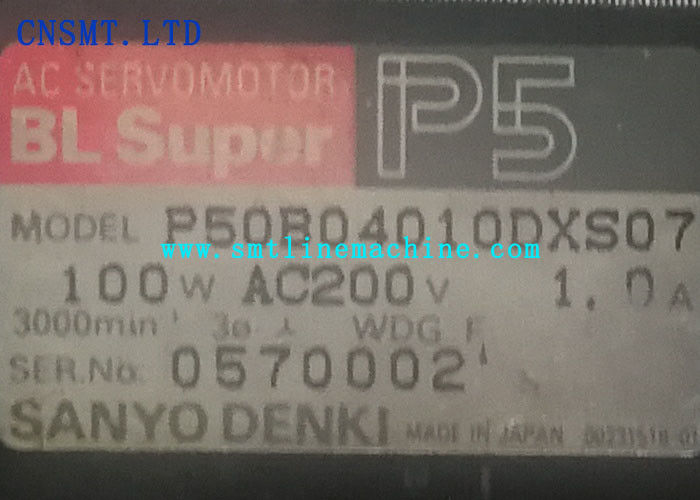 CNSMT.LTD
AC SERVOMOTOR
BL Super P5
MODEL P50B04010DXS07
www.smtlinemachine.com
100W AC200V 1.0A
3000min 3ø WDG F
SER.No. 0570002
SANYO DENKI MADE IN JAPAN